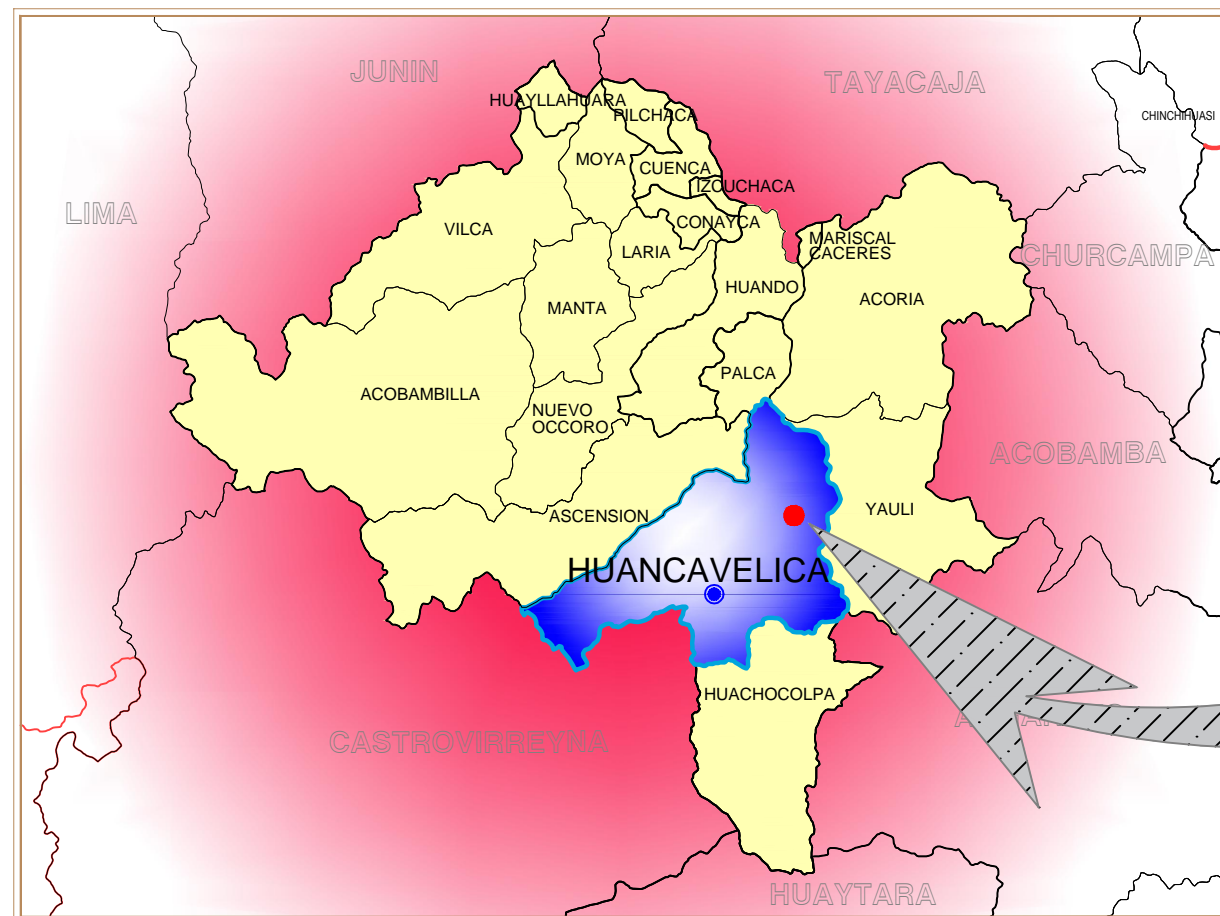 JUNIN
TAYACAJA
HUAYLLAHUARA
PILCHACA
CHINCHIHUASI
MOYA
CUENCA
IZCUCHACA
LIMA
VILCA
CONAYCA
LARIA
MARISCAL
CACERES
CHURCAMPA
HUANDO
MANTA
ACORIA
PALCA
ACOBAMBILLA
NUEVO
OCCORO
ACOBAMBA
ASCENSION
YAULI
HUANCAVELICA
HUACHOCOLPA
CASTROVIRREYNA
HUAYTARA